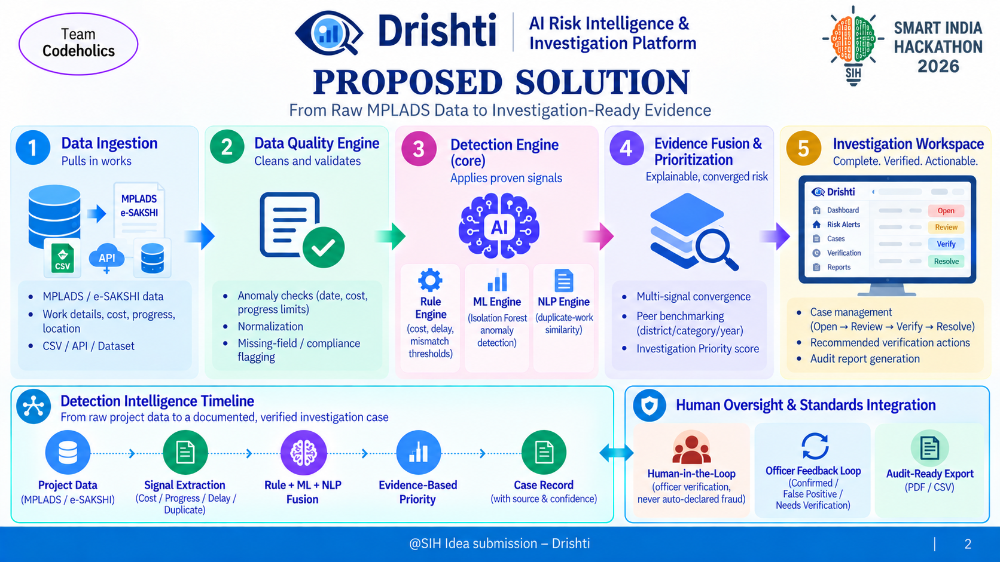 Team
Codeholics
Drishti
AI Risk Intelligence &
Investigation Platform
SIH
SMART INDIA
HACKATHON
2026
PROPOSED SOLUTION
From Raw MPLADS Data to Investigation-Ready Evidence
1
Data Ingestion
Pulls in works
MPLADS
e-SAKSHI
CSV
API
• MPLADS / e-SAKSHI data
• Work details, cost, progress,
location
• CSV / API / Dataset
2
Data Quality Engine
Cleans and validates
• Anomaly checks (date, cost,
progress limits)
• Normalization
• Missing-field / compliance
flagging
3
Detection Engine
(core)
Applies proven signals
AI
Rule
Engine
(cost, delay,
mismatch
thresholds)
ML Engine
(Isolation Forest
anomaly
detection)
NLP Engine
(duplicate-work
similarity)
4
Evidence Fusion &
Prioritization
Explainable, converged risk
• Multi-signal convergence
• Peer benchmarking
(district/category/year)
• Investigation Priority score
5
Investigation Workspace
Complete. Verified. Actionable.
Drishti
Dashboard
Risk Alerts
Cases
Verification
Reports
Open
Review
Verify
Resolve
• Case management
(Open → Review → Verify → Resolve)
• Recommended verification actions
• Audit report generation
Detection Intelligence Timeline
From raw project data to a documented, verified investigation case
Project Data
(MPLADS / e-SAKSHI)
Signal Extraction
(Cost / Progress / Delay /
Duplicate)
Rule + ML + NLP
Fusion
Evidence-Based
Priority
Case Record
(with source & confidence)
Human Oversight & Standards Integration
Human-in-the-Loop
(officer verification,
never auto-declared fraud)
Officer Feedback Loop
(Confirmed /
False Positive /
Needs Verification)
Audit-Ready Export
(PDF / CSV)
@SIH Idea submission – Drishti
| 2